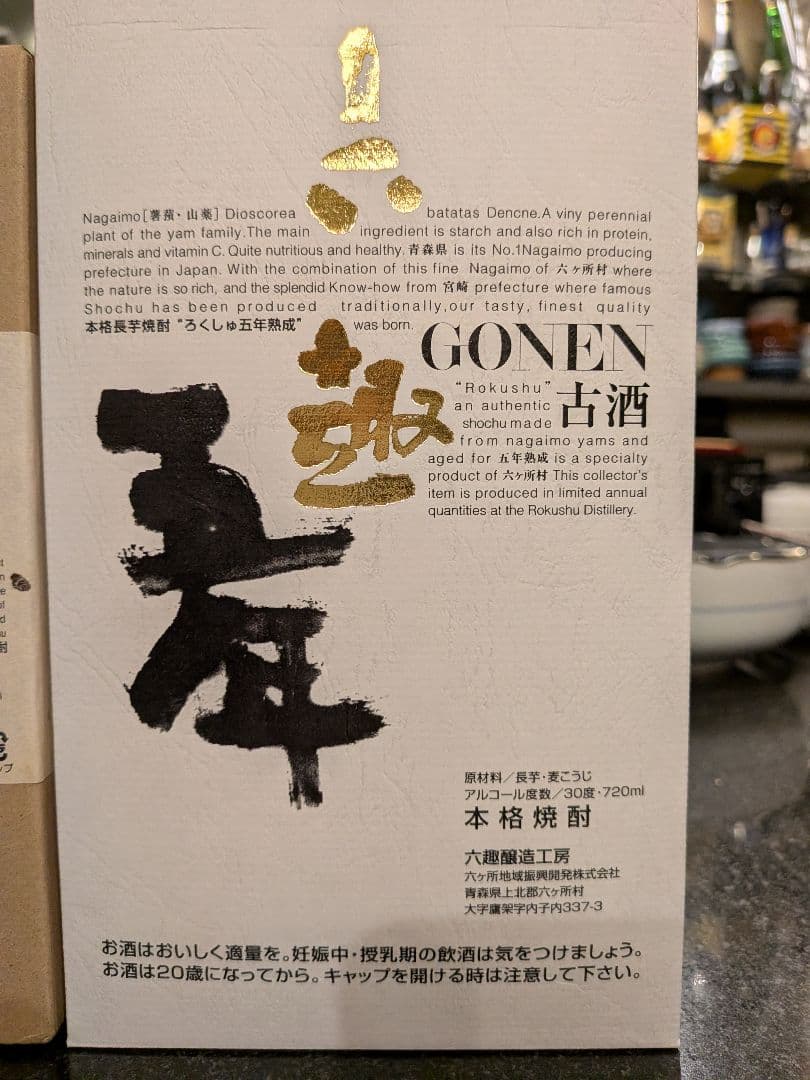 六
Nagaimo[薯蕷・山薬] Dioscorea batatas Dencne.A viny perennial
plant of the yam family.The main ingredient is starch and also rich in protein,
minerals and vitamin C. Quite nutritious and healthy. 青森県 is its No.1Nagaimo producing
prefecture in Japan. With the combination of this fine Nagaimo of 六ヶ所村 where
the nature is so rich, and the splendid Know-how from 宮崎 prefecture where famous
Shochu has been produced traditionally,our tasty, finest quality
本格長芋焼酎 "ろくしゅ五年熟成" was born.
趣
GONEN
古酒
"Rokushu"
an authentic
shochu made
from nagaimo yams and
aged for 五年熟成 is a specialty
product of 六ヶ所村 This collector's
item is produced in limited annual
quantities at the Rokushu Distillery.
五年
原材料／長芋・麦こうじ
アルコール度数／30度・720ml
本格焼酎
六趣醸造工房
六ヶ所地域振興開発株式会社
青森県上北郡六ヶ所村
大字鷹架字内子内337-3
お酒はおいしく適量を。妊娠中・授乳期の飲酒は気をつけましょう。
お酒は20歳になってから。キャップを開ける時は注意して下さい。